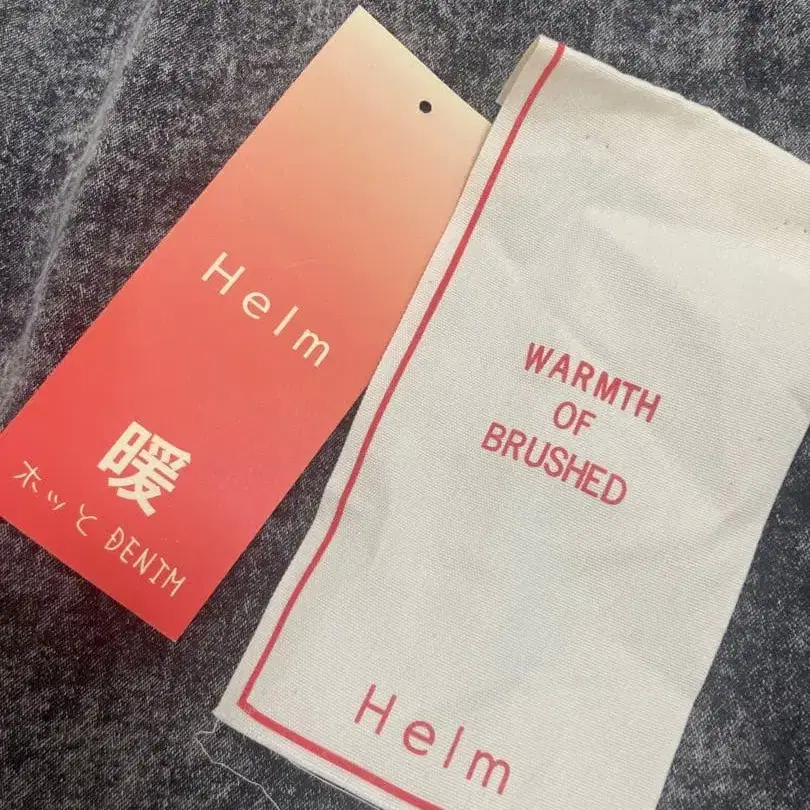 Helm
暖
ホッと DENIM
WARMTH
OF
BRUSHED
Helm